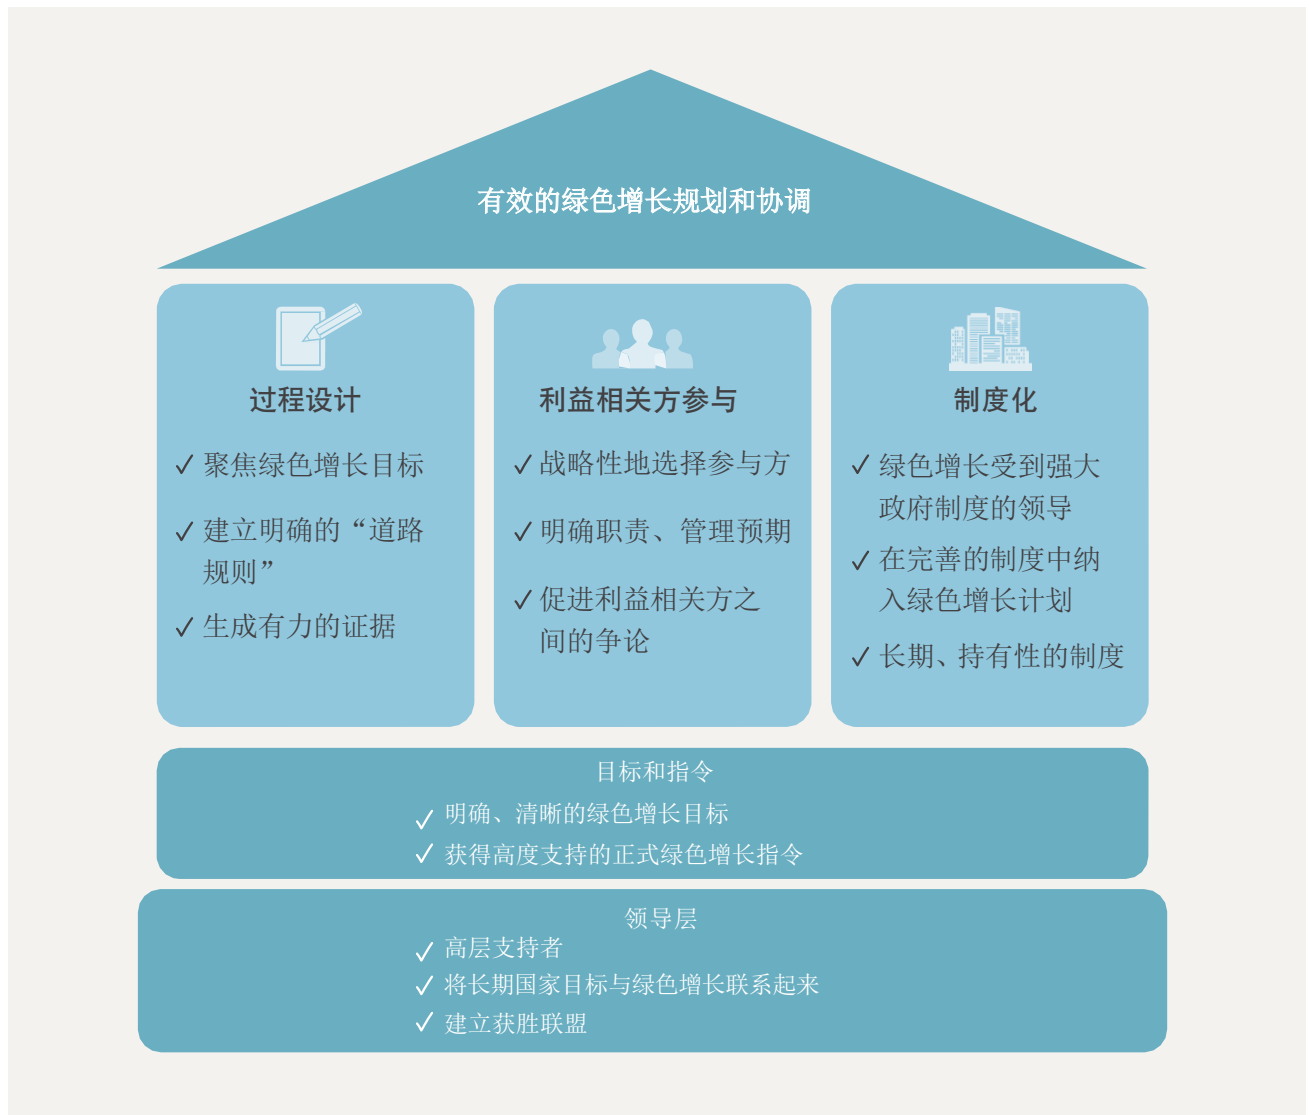 有效的绿色增长规划和协调
过程设计
✓ 聚焦绿色增长目标
✓ 建立明确的“道路
规则”
✓ 生成有力的证据
利益相关方参与
✓ 战略性地选择参与方
✓ 明确职责、管理预期
✓ 促进利益相关方之
间的争论
制度化
✓ 绿色增长受到强大
政府制度的领导
✓ 在完善的制度中纳
入绿色增长计划
✓ 长期、持有性的制度
目标和指令
✓ 明确、清晰的绿色增长目标
✓ 获得高度支持的正式绿色增长指令
领导层
✓ 高层支持者
✓ 将长期国家目标与绿色增长联系起来
✓ 建立获胜联盟